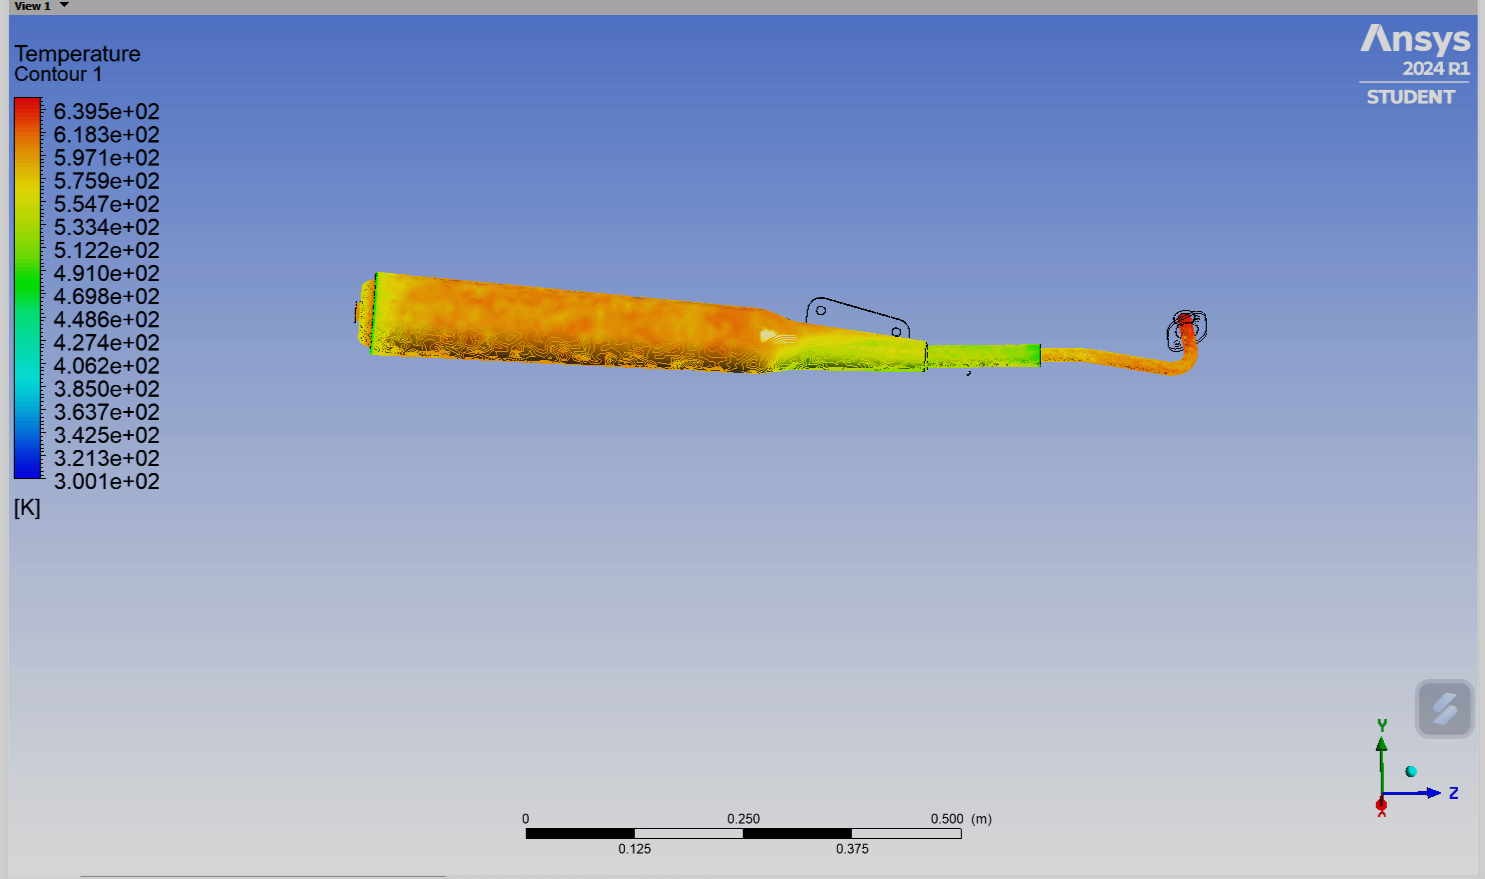 View 1
Temperature
Contour 1
6.395e+02
6.183e+02
5.971e+02
5.759e+02
5.547e+02
5.334e+02
5.122e+02
4.910e+02
4.698e+02
4.486e+02
4.274e+02
4.062e+02
3.850e+02
3.637e+02
3.425e+02
3.213e+02
3.001e+02
[K]
Ansys
2024 R1
STUDENT
Y
Z
X
0 0.250 0.500 (m)
0.125 0.375